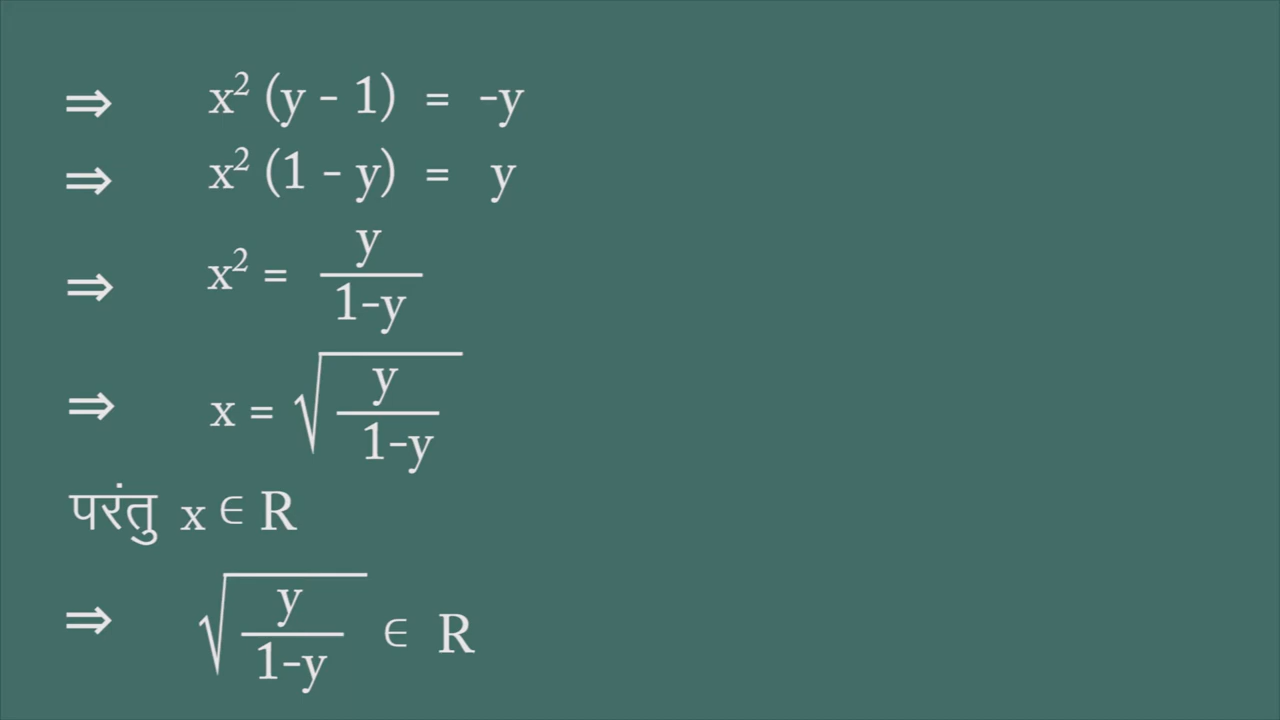 ⇒ x² (y - 1) = -y
⇒ x² (1 - y) = y
⇒ x² = y/1-y
⇒ x = √y/1-y
परंतु x ∈ R
⇒ √y/1-y ∈ R